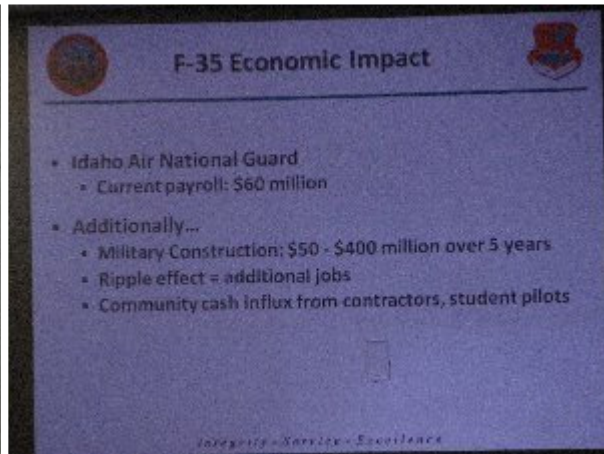 F-35 Economic Impact
• Idaho Air National Guard
• Current payroll: $60 million
• Additionally...
• Military Construction: $50 - $400 million over 5 years
• Ripple effect = additional jobs
• Community cash influx from contractors, student pilots
Integrity - Service - Excellence